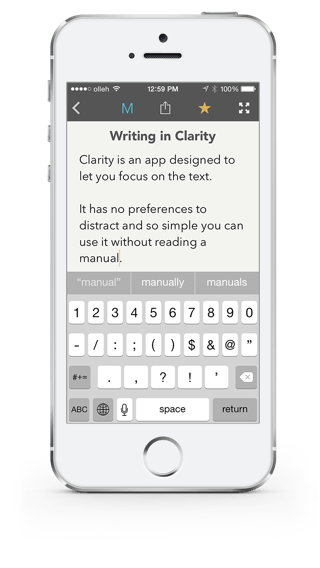 olleh 12:59 PM 100%
M
Writing in Clarity
Clarity is an app designed to
let you focus on the text.
It has no preferences to
distract and so simple you can
use it without reading a
manual.
“manual” manually manuals
1 2 3 4 5 6 7 8 9 0
- / : ; ( ) $ & @ ”
#+= . , ? ! ’
ABC space return